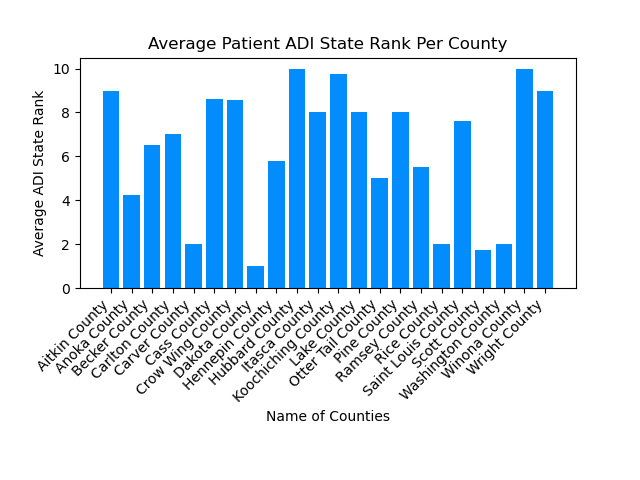 Average Patient ADI State Rank Per County
Average ADI State Rank
10
8
6
4
2
0
Aitkin County
Anoka County
Becker County
Carlton County
Carver County
Cass County
Crow Wing County
Dakota County
Hennepin County
Hubbard County
Itasca County
Koochiching County
Lake County
Otter Tail County
Pine County
Ramsey County
Rice County
Saint Louis County
Scott County
Washington County
Winona County
Wright County
Name of Counties